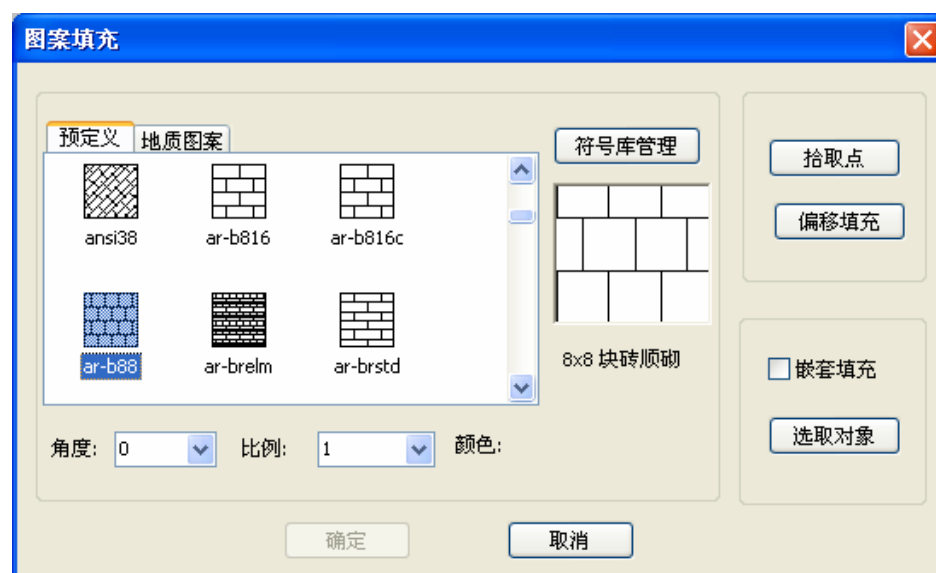 图案填充
预定义 地质图案
符号库管理
拾取点
偏移填充
ansi38 ar-b816 ar-b816c
ar-b88 ar-brelm ar-brstd
8x8 块砖顺砌
嵌套填充
选取对象
角度: 0 比例: 1 颜色:
确定 取消